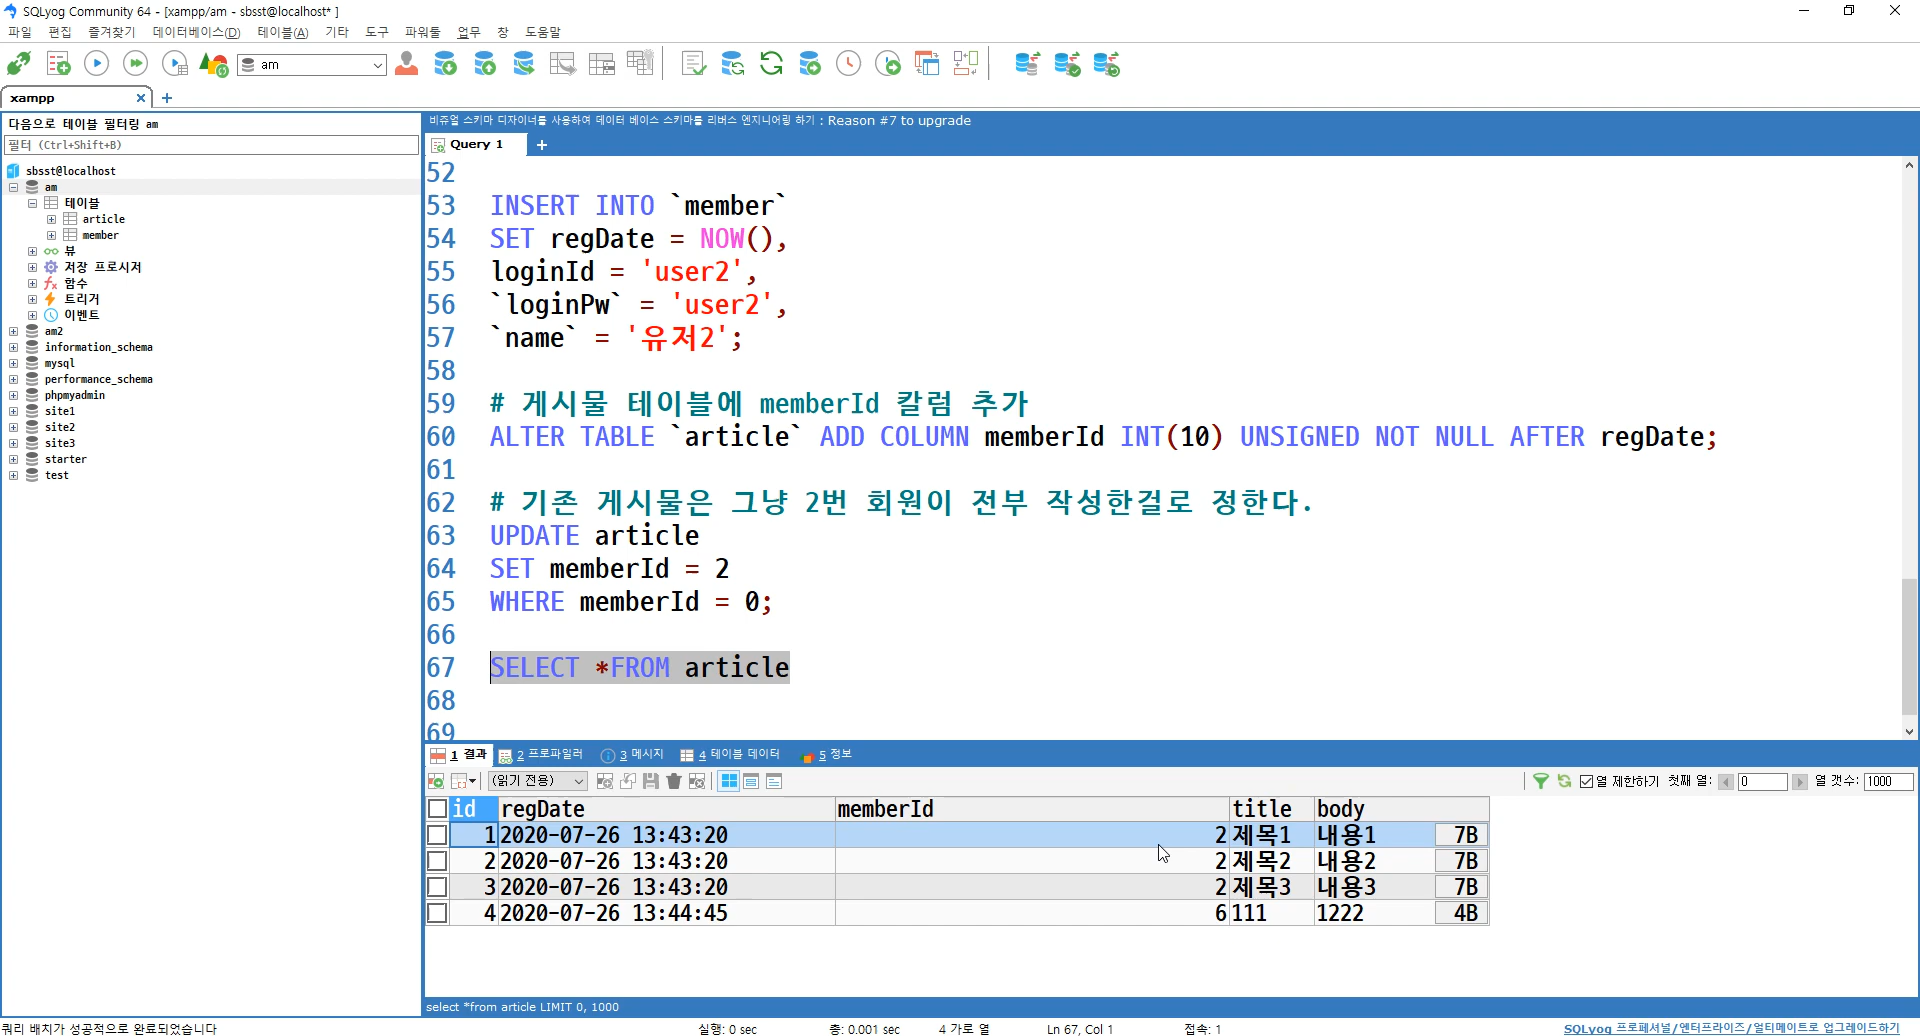 SQLyog Community 64 - [xampp/am - sbsst@localhost* ]
파일 편집 즐겨찾기 데이터베이스(D) 테이블(A) 기타 도구 파워툴 업무 창 도움말
am
xampp
다음으로 테이블 필터링 am
필터 (Ctrl+Shift+B)
sbsst@localhost
am
테이블
article
member
뷰
저장 프로시저
함수
트리거
이벤트
am2
information_schema
mysql
performance_schema
phpmyadmin
site1
site2
site3
starter
test
비쥬얼 스키마 디자이너를 사용하여 데이터 베이스 스키마를 리버스 엔지니어링 하기 : Reason #7 to upgrade
Query 1
52
53 INSERT INTO `member`
54 SET regDate = NOW(),
55 loginId = 'user2',
56 `loginPw` = 'user2',
57 `name` = '유저2';
58
59 # 게시물 테이블에 memberId 칼럼 추가
60 ALTER TABLE `article` ADD COLUMN memberId INT(10) UNSIGNED NOT NULL AFTER regDate;
61
62 # 기존 게시물은 그냥 2번 회원이 전부 작성한걸로 정한다.
63 UPDATE article
64 SET memberId = 2
65 WHERE memberId = 0;
66
67 SELECT *FROM article
68
69
1 결과 2 프로파일러 3 메시지 4 테이블 데이터 5 정보
(읽기 전용) 열 제한하기 첫째 열: 0 열 갯수: 1000
id regDate memberId title body
1 2020-07-26 13:43:20 2 제목1 내용1 7B
2 2020-07-26 13:43:20 2 제목2 내용2 7B
3 2020-07-26 13:43:20 2 제목3 내용3 7B
4 2020-07-26 13:44:45 6 111 1222 4B
select *from article LIMIT 0, 1000
쿼리 배치가 성공적으로 완료되었습니다 실행: 0 sec 총: 0.001 sec 4 가로 열 Ln 67, Col 1 접속: 1 SQLyog 프로페셔널/엔터프라이즈/얼티메이트로 업그레이드하기